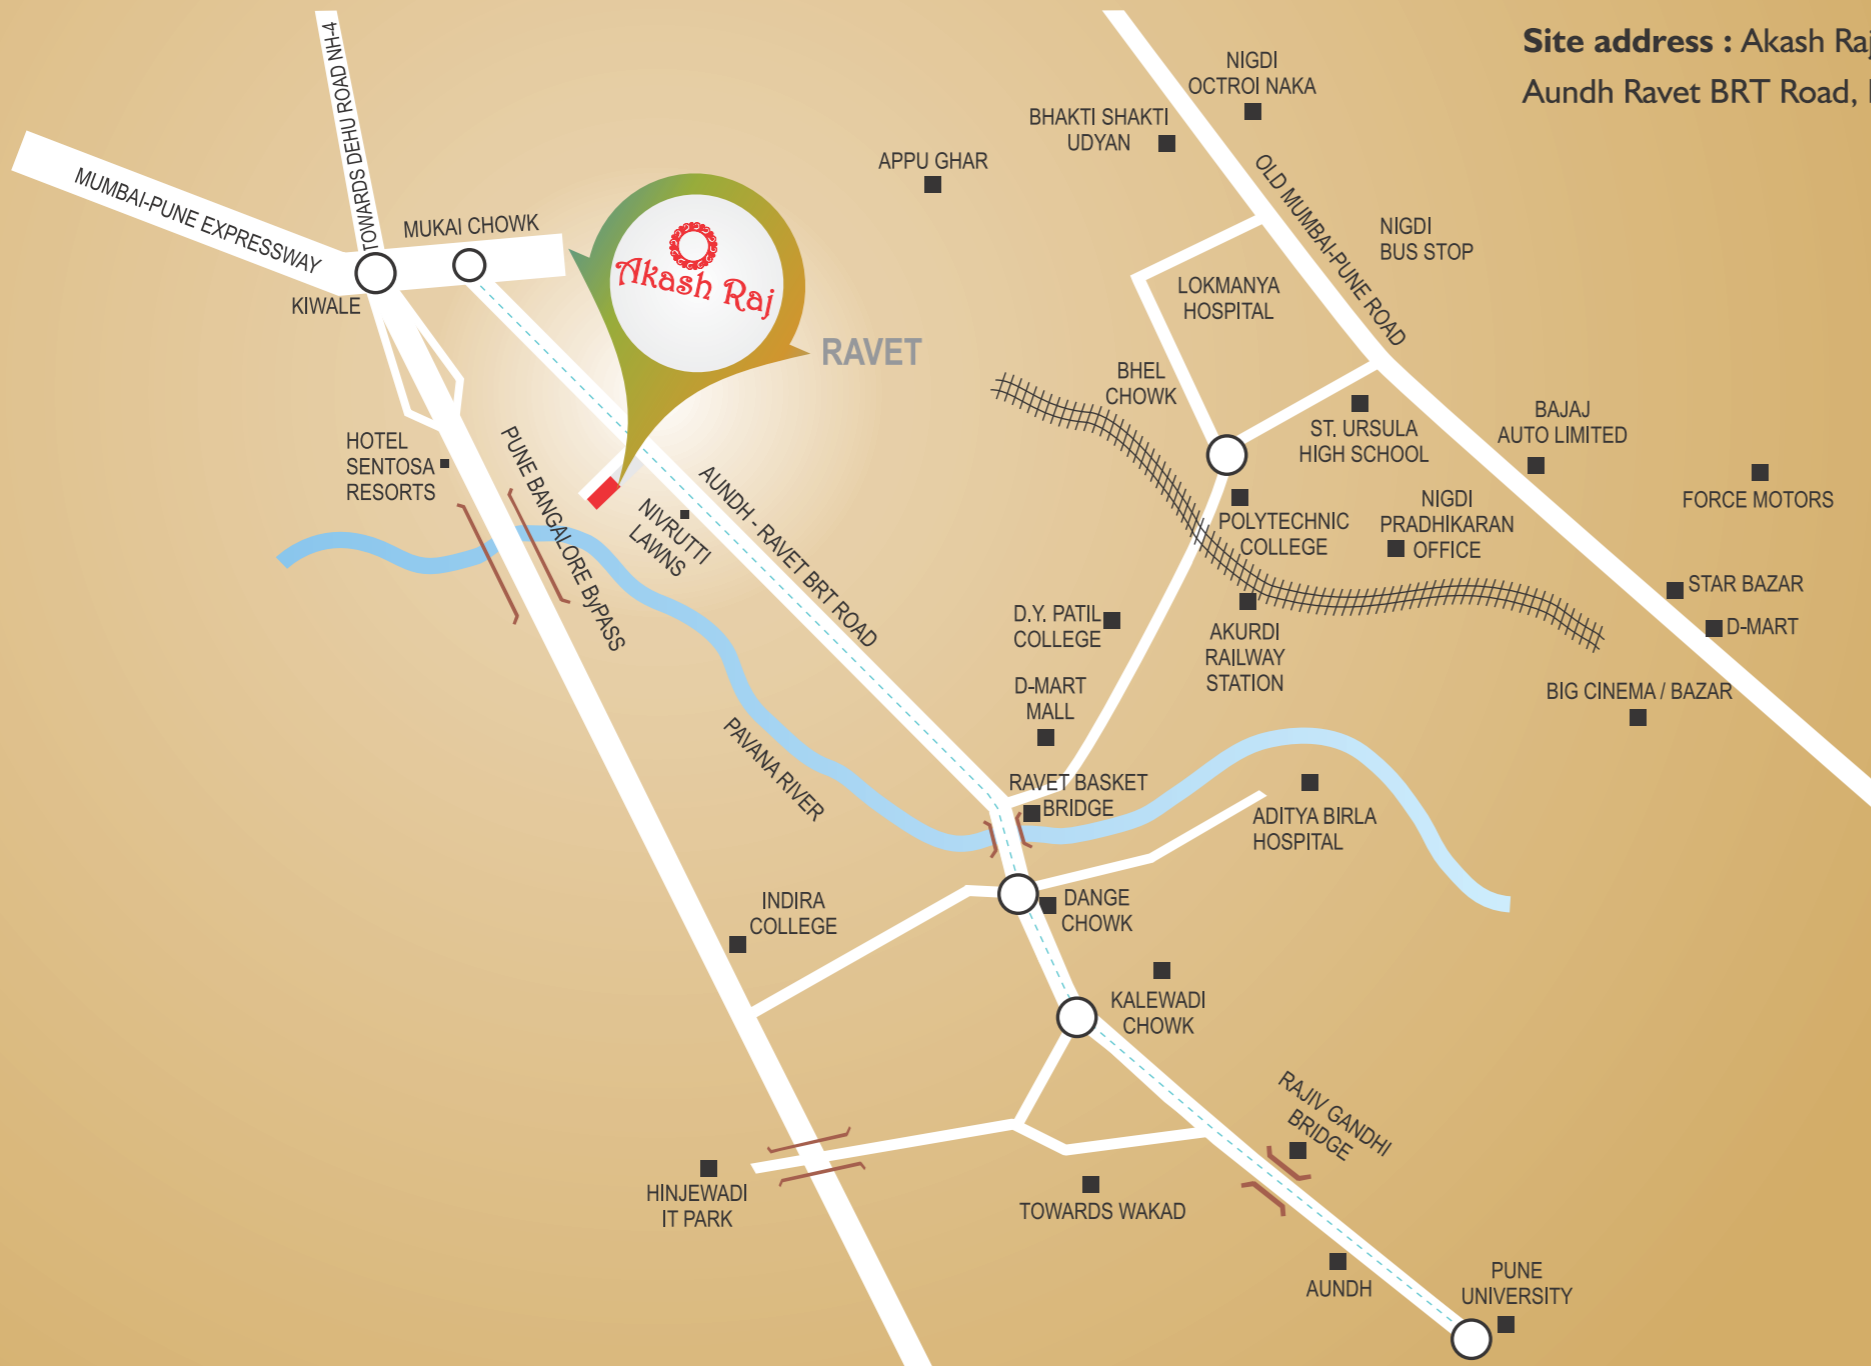 Site address : Akash Raj
Aundh Ravet BRT Road,
TOWARDS DEHU ROAD NH-4
MUMBAI-PUNE EXPRESSWAY
MUKAI CHOWK
KIWALE
Akash Raj
RAVET
APPU GHAR
BHAKTI SHAKTI
UDYAN
NIGDI
OCTROI NAKA
OLD MUMBAI-PUNE ROAD
NIGDI
BUS STOP
LOKMANYA
HOSPITAL
BHEL
CHOWK
ST. URSULA
HIGH SCHOOL
BAJAJ
AUTO LIMITED
FORCE MOTORS
HOTEL
SENTOSA
RESORTS
PUNE BANGALORE ByPASS
NIVRUTTI
LAWNS
AUNDH - RAVET BRT ROAD
POLYTECHNIC
COLLEGE
NIGDI
PRADHIKARAN
OFFICE
STAR BAZAR
D-MART
D.Y. PATIL
COLLEGE
AKURDI
RAILWAY
STATION
D-MART
MALL
BIG CINEMA / BAZAR
PAVANA RIVER
RAVET BASKET
BRIDGE
ADITYA BIRLA
HOSPITAL
INDIRA
COLLEGE
DANGE
CHOWK
KALEWADI
CHOWK
RAJIV GANDHI
BRIDGE
HINJEWADI
IT PARK
TOWARDS WAKAD
AUNDH
PUNE
UNIVERSITY